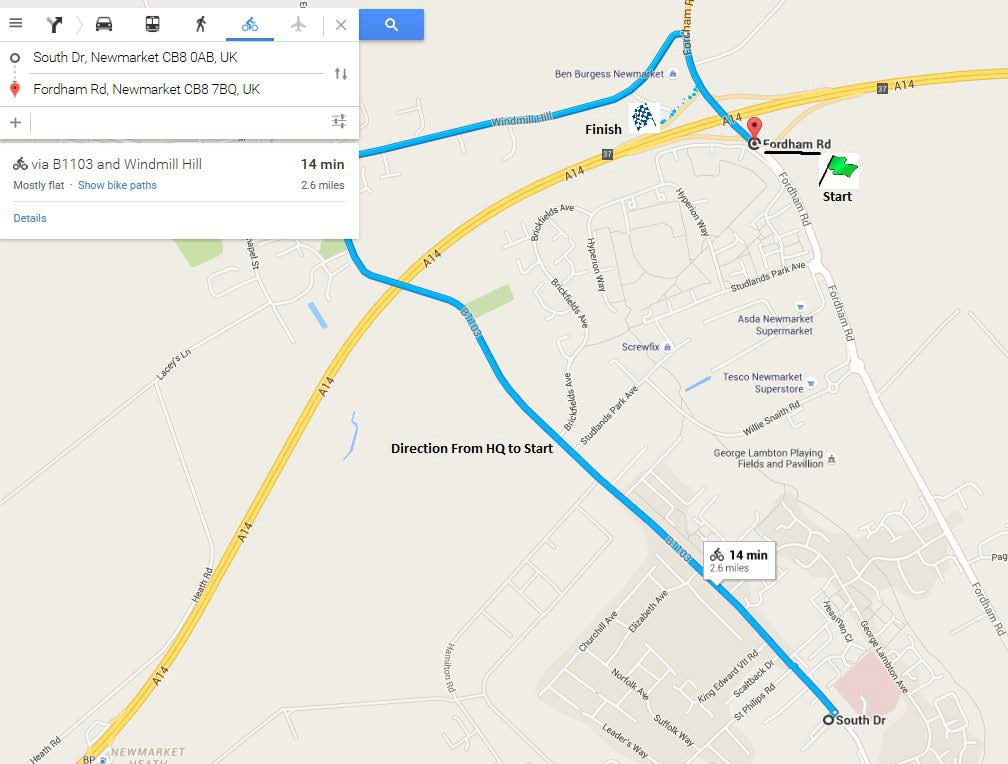 South Dr, Newmarket CB8 0AB, UK
Fordham Rd, Newmarket CB8 7BQ, UK
via B1103 and Windmill Hill
14 min
Mostly flat · Show bike paths
2.6 miles
Details
Fordham R
Ben Burgess Newmarket
37
A14
Windmill Hill
Finish
A14
37
Fordham Rd
A14
Start
Fordham Rd
Hyperion Way
Brickfields Ave
Hyperion Way
A14
apel St
Studlands Park Ave
Brickfields Ave
Fordham Rd
B1103
Asda Newmarket
Supermarket
Screwfix
Lacey's Ln
A14
Tesco Newmarket
Superstore
Brickfields Ave
Studlands Park Ave
Willie Snaith Rd
Direction From HQ to Start
George Lambton Playing
Fields and Pavilion
A14
B1103
14 min
2.6 miles
Pag
Heath Rd
Elizabeth Ave
Churchill Ave
Fordham Rd
George Lambton Ave
Hamilton Rd
King Edward VII Rd
Scaltback Dr
St Philips Rd
Norfolk Ave
A14
South Dr
Suffolk Way
Leader's Way
Heath Rd
NEWMARKET
HEATH
BP